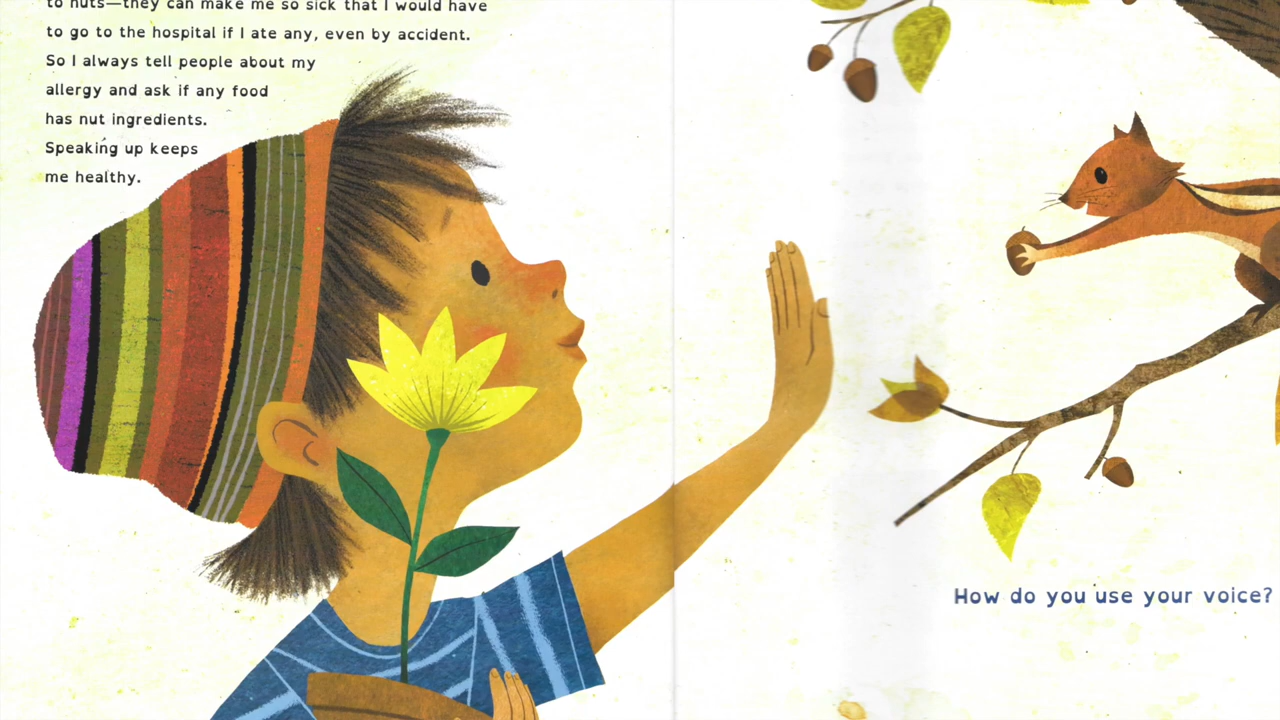 to nuts—they can make me so sick that I would have
to go to the hospital if I ate any, even by accident.
So I always tell people about my
allergy and ask if any food
has nut ingredients.
Speaking up keeps
me healthy.
How do you use your voice?